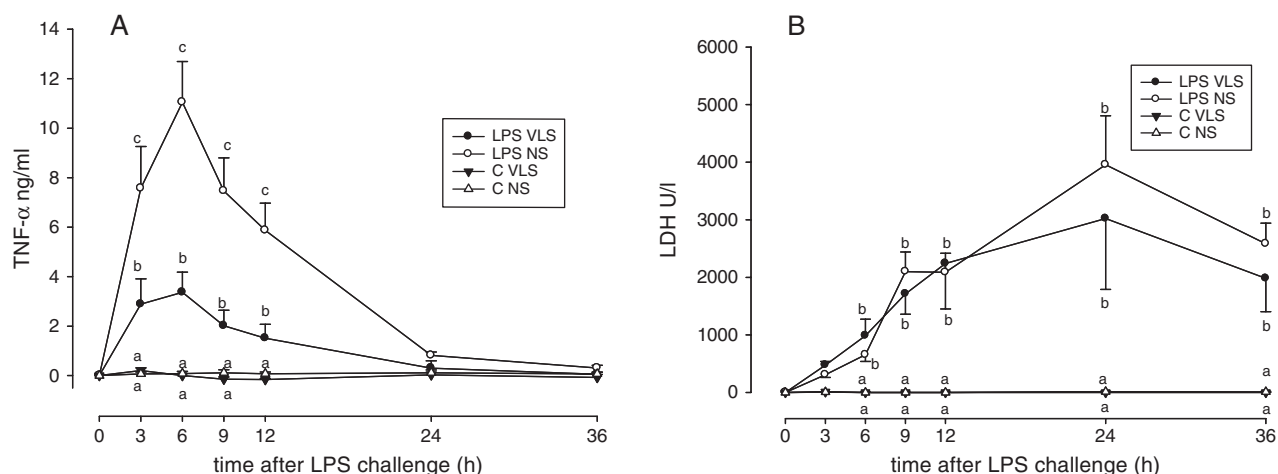 A
14
12
10
8
6
4
2
0
TNF-α ng/ml
c
c
c
c
b
b
b
b
a
a
a
a
a
a
a
LPS VLS
LPS NS
C VLS
C NS
0 3 6 9 12 24 36
time after LPS challenge (h)
B
6000
5000
4000
3000
2000
1000
0
LDH U/l
b
b
b
b
b
b
b
b
b
b
a
a
a
a
a
a
a
a
a
a
LPS VLS
LPS NS
C VLS
C NS
0 3 6 9 12 24 36
time after LPS challenge (h)